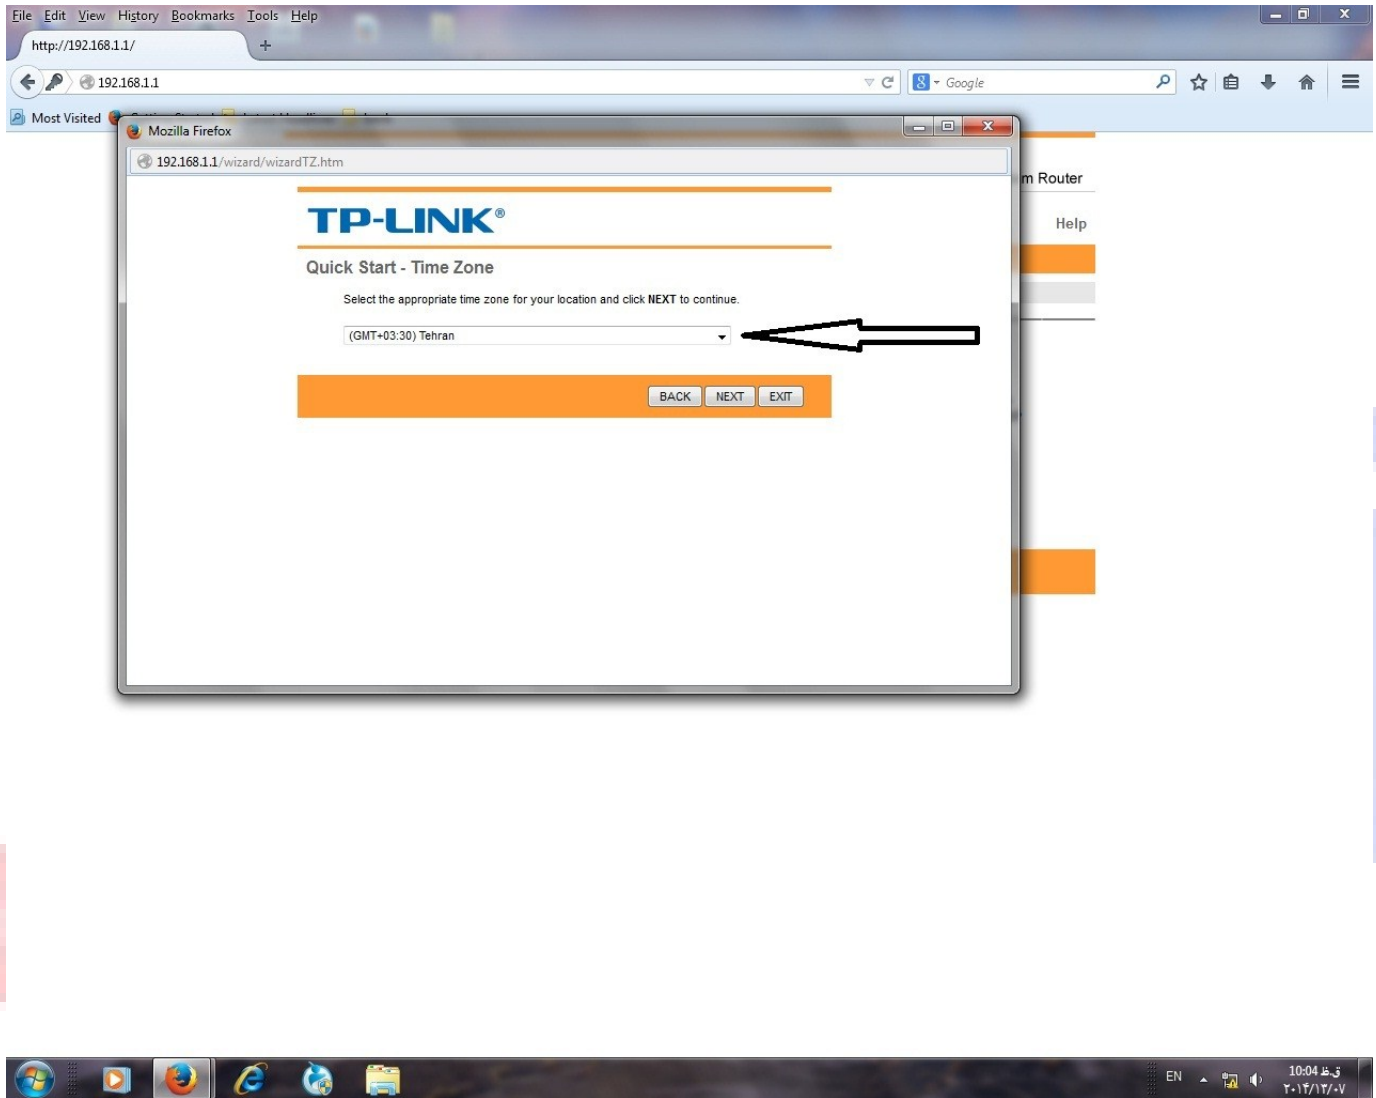 File Edit View History Bookmarks Tools Help
http://192.168.1.1/
192.168.1.1
Google
Most Visited
Mozilla Firefox
192.168.1.1/wizard/wizardTZ.htm
m Router
TP-LINK®
Help
Quick Start - Time Zone
Select the appropriate time zone for your location and click NEXT to continue.
(GMT+03:30) Tehran
BACK NEXT EXIT
EN
10:04 ق.ظ
۲۰۱۴/۱۳/۰۷